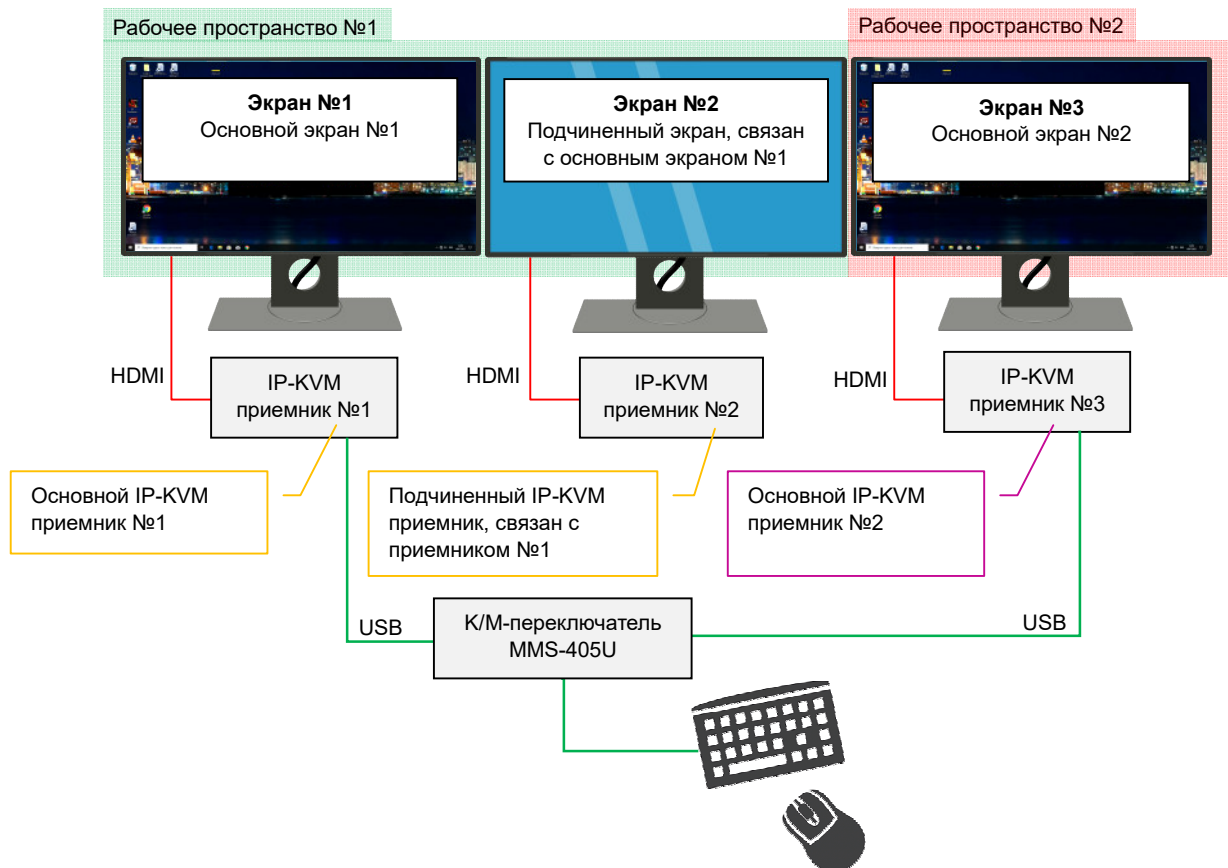 Рабочее пространство №1
Рабочее пространство №2
Экран №1
Основной экран №1
Экран №2
Подчиненный экран, связан
с основным экраном №1
Экран №3
Основной экран №2
HDMI
IP-KVM
приемник №1
HDMI
IP-KVM
приемник №2
HDMI
IP-KVM
приемник №3
Основной IP-KVM
приемник №1
Подчиненный IP-KVM
приемник, связан с
приемником №1
Основной IP-KVM
приемник №2
USB
К/М-переключатель
MMS-405U
USB